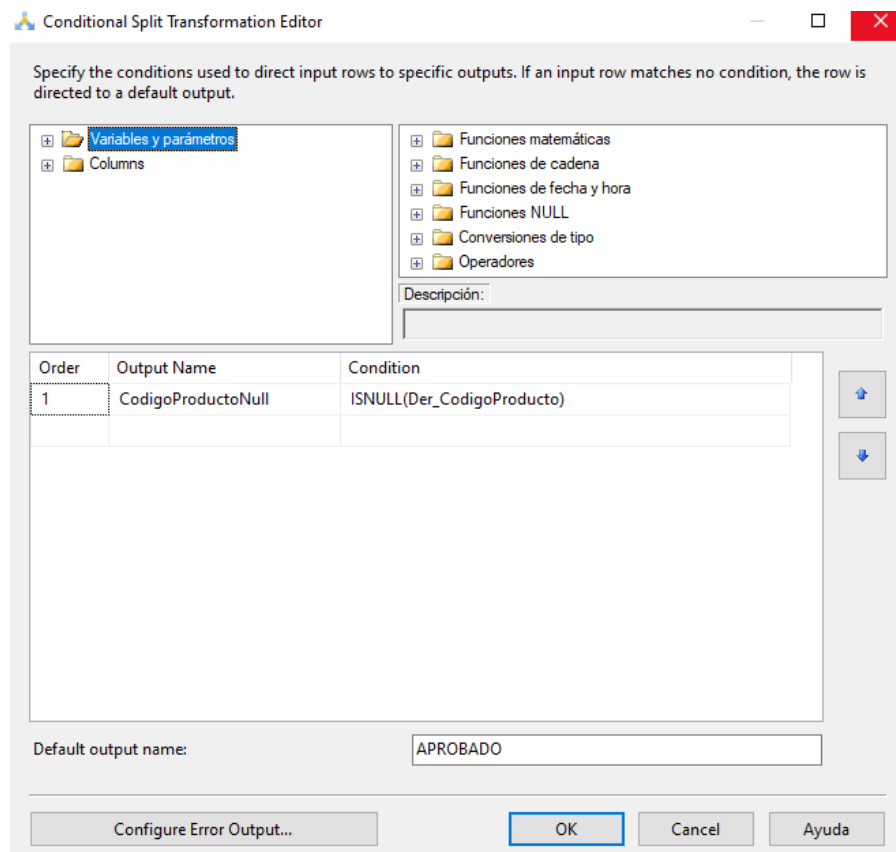 Conditional Split Transformation Editor
Specify the conditions used to direct input rows to specific outputs. If an input row matches no condition, the row is
directed to a default output.
Variables y parámetros
Columns
Funciones matemáticas
Funciones de cadena
Funciones de fecha y hora
Funciones NULL
Conversiones de tipo
Operadores
Descripción:
Order Output Name Condition
1 CodigoProductoNull ISNULL(Der_CodigoProducto)
Default output name: APROBADO
Configure Error Output... OK Cancel Ayuda